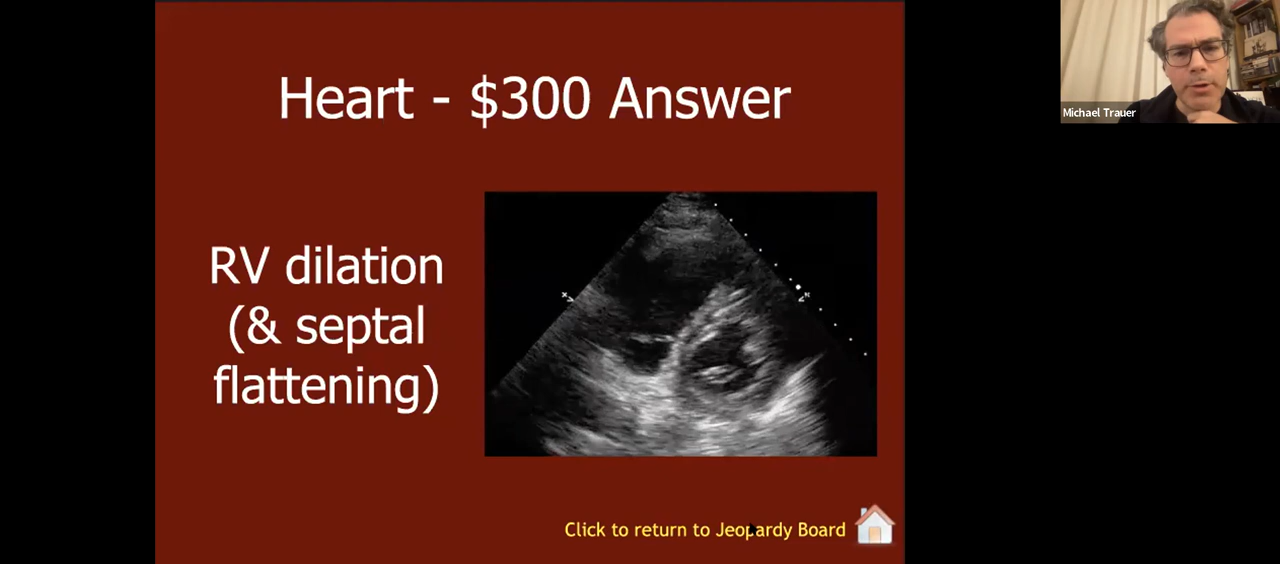 Heart - $300 Answer
Michael Trauer
RV dilation
(& septal
flattening)
Click to return to Jeopardy Board